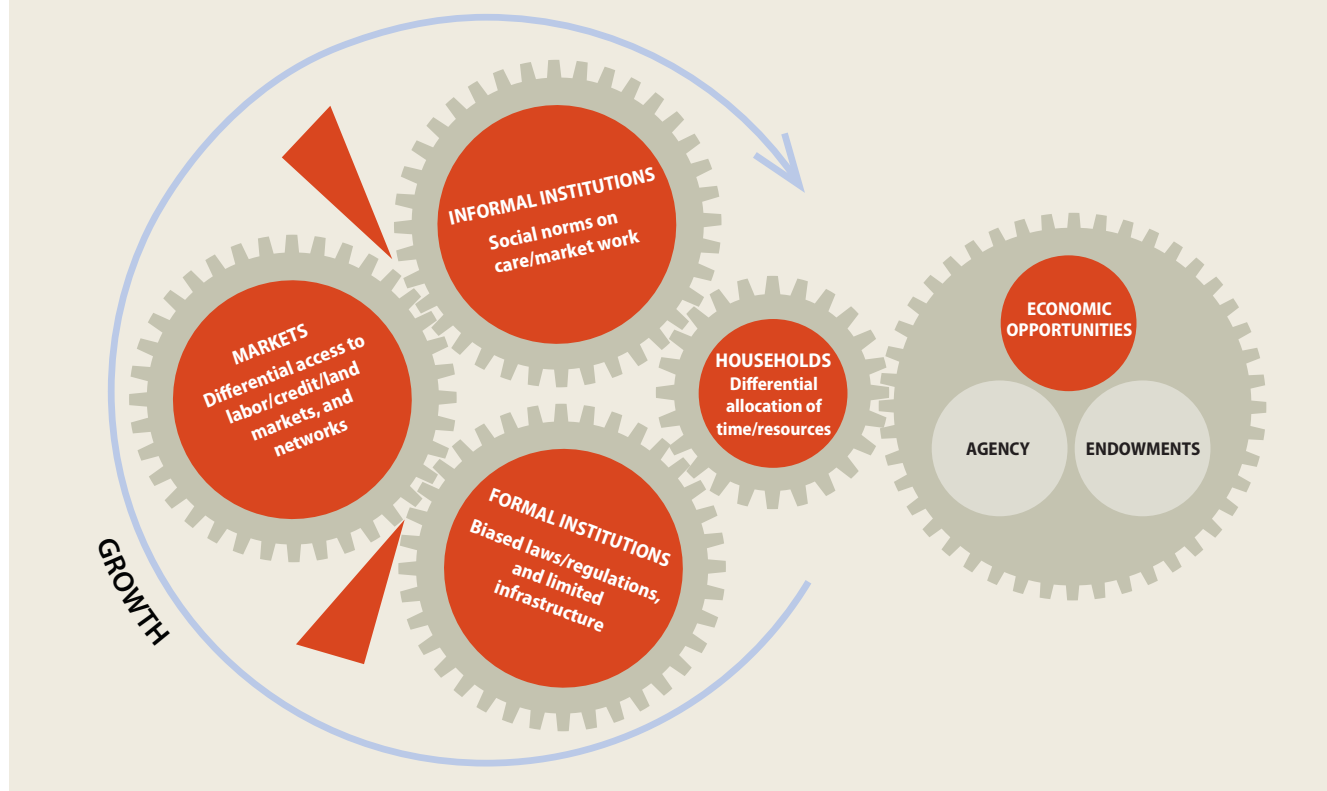 INFORMAL INSTITUTIONS
Social norms on
care/market work
MARKETS
Differential access to
labor/credit/land
markets, and
networks
HOUSEHOLDS
Differential
allocation of
time/resources
ECONOMIC
OPPORTUNITIES
AGENCY
ENDOWMENTS
FORMAL INSTITUTIONS
Biased laws/regulations,
and limited
infrastructure
GROWTH